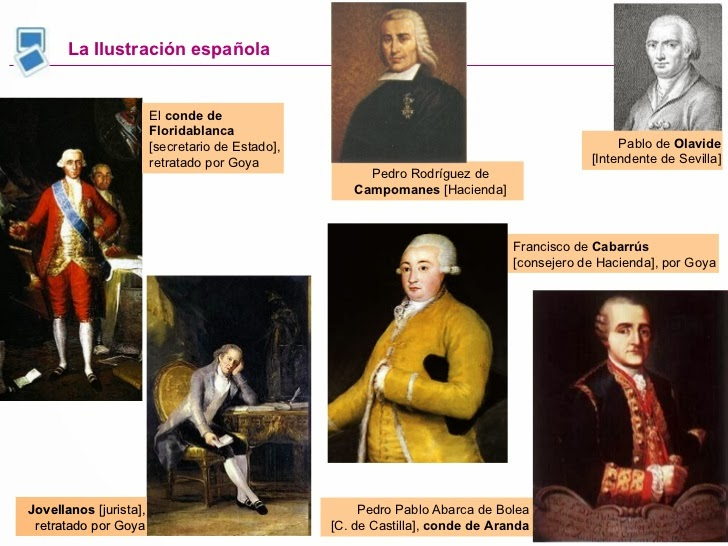 La Ilustración española
El conde de
Floridablanca
[secretario de Estado],
retratado por Goya
Pedro Rodríguez de
Campomanes [Hacienda]
Pablo de Olavide
[Intendente de Sevilla]
Francisco de Cabarrús
[consejero de Hacienda], por Goya
Jovellanos [jurista],
retratado por Goya
Pedro Pablo Abarca de Bolea
[C. de Castilla], conde de Aranda